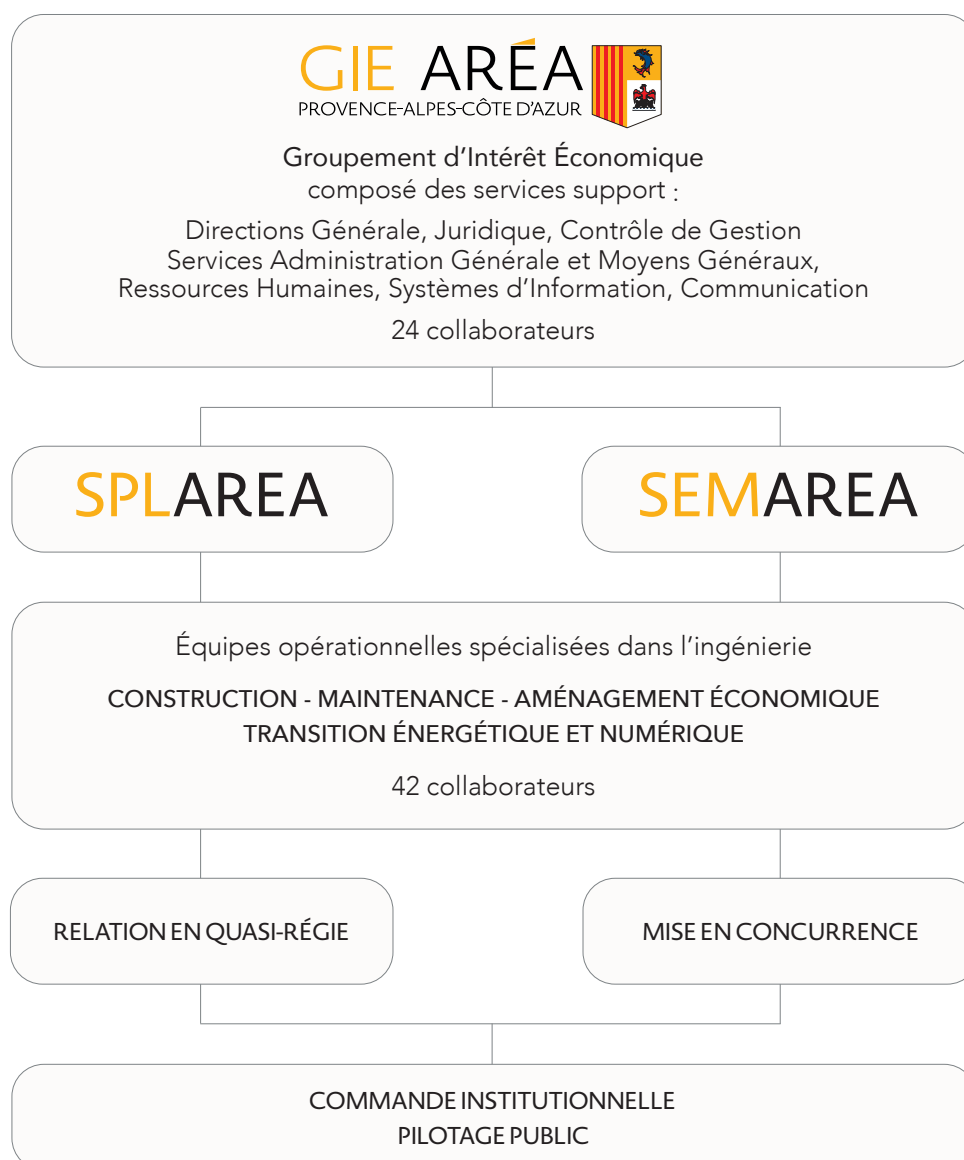 GIE ARÉA
PROVENCE-ALPES-CÔTE D'AZUR
Groupement d'Intérêt Économique
composé des services support :
Directions Générale, Juridique, Contrôle de Gestion
Services Administration Générale et Moyens Généraux,
Ressources Humaines, Systèmes d'Information, Communication
24 collaborateurs
SPLAREA
SEMAREA
Équipes opérationnelles spécialisées dans l'ingénierie
CONSTRUCTION - MAINTENANCE - AMÉNAGEMENT ÉCONOMIQUE
TRANSITION ÉNERGÉTIQUE ET NUMÉRIQUE
42 collaborateurs
RELATION EN QUASI-RÉGIE
MISE EN CONCURRENCE
COMMANDE INSTITUTIONNELLE
PILOTAGE PUBLIC